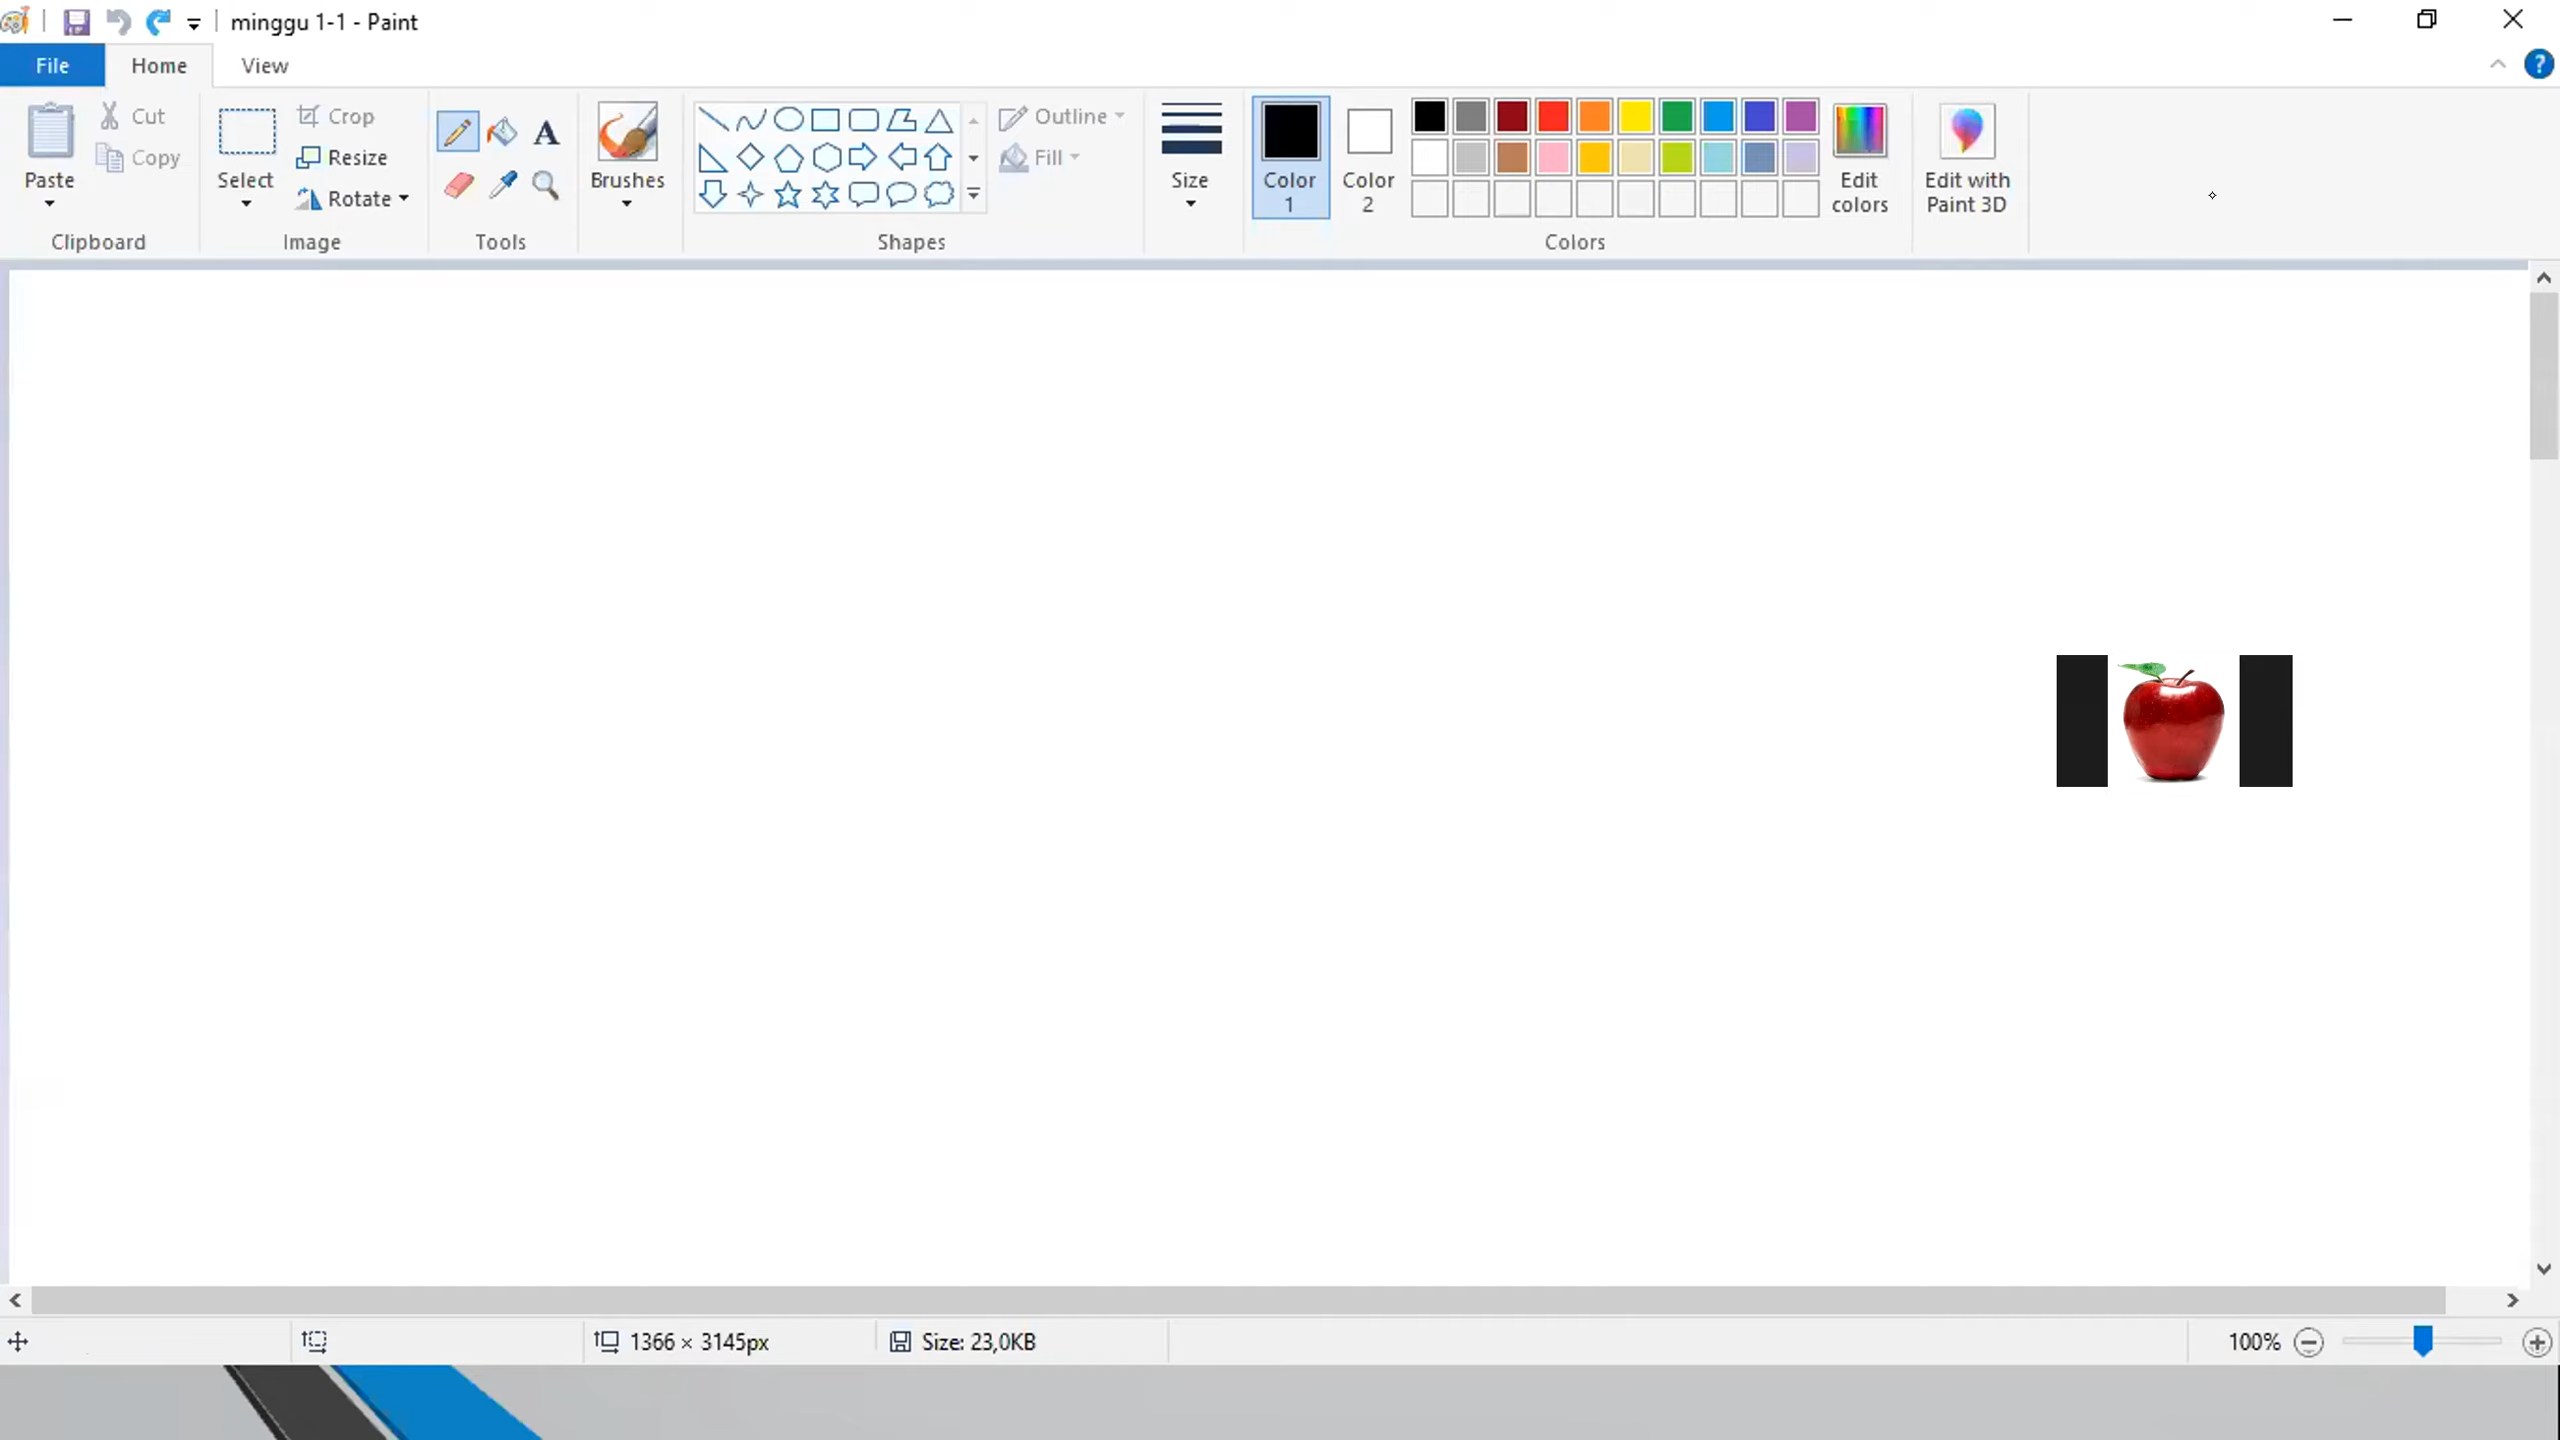 minggu 1-1 - Paint
File Home View
Paste Cut Copy Clipboard
Select Crop Resize Rotate Image
A Tools
Brushes
Outline Fill Shapes
Size
Color 1 Color 2 Edit colors Colors
Edit with Paint 3D
?
1366 × 3145px Size: 23,0KB 100%